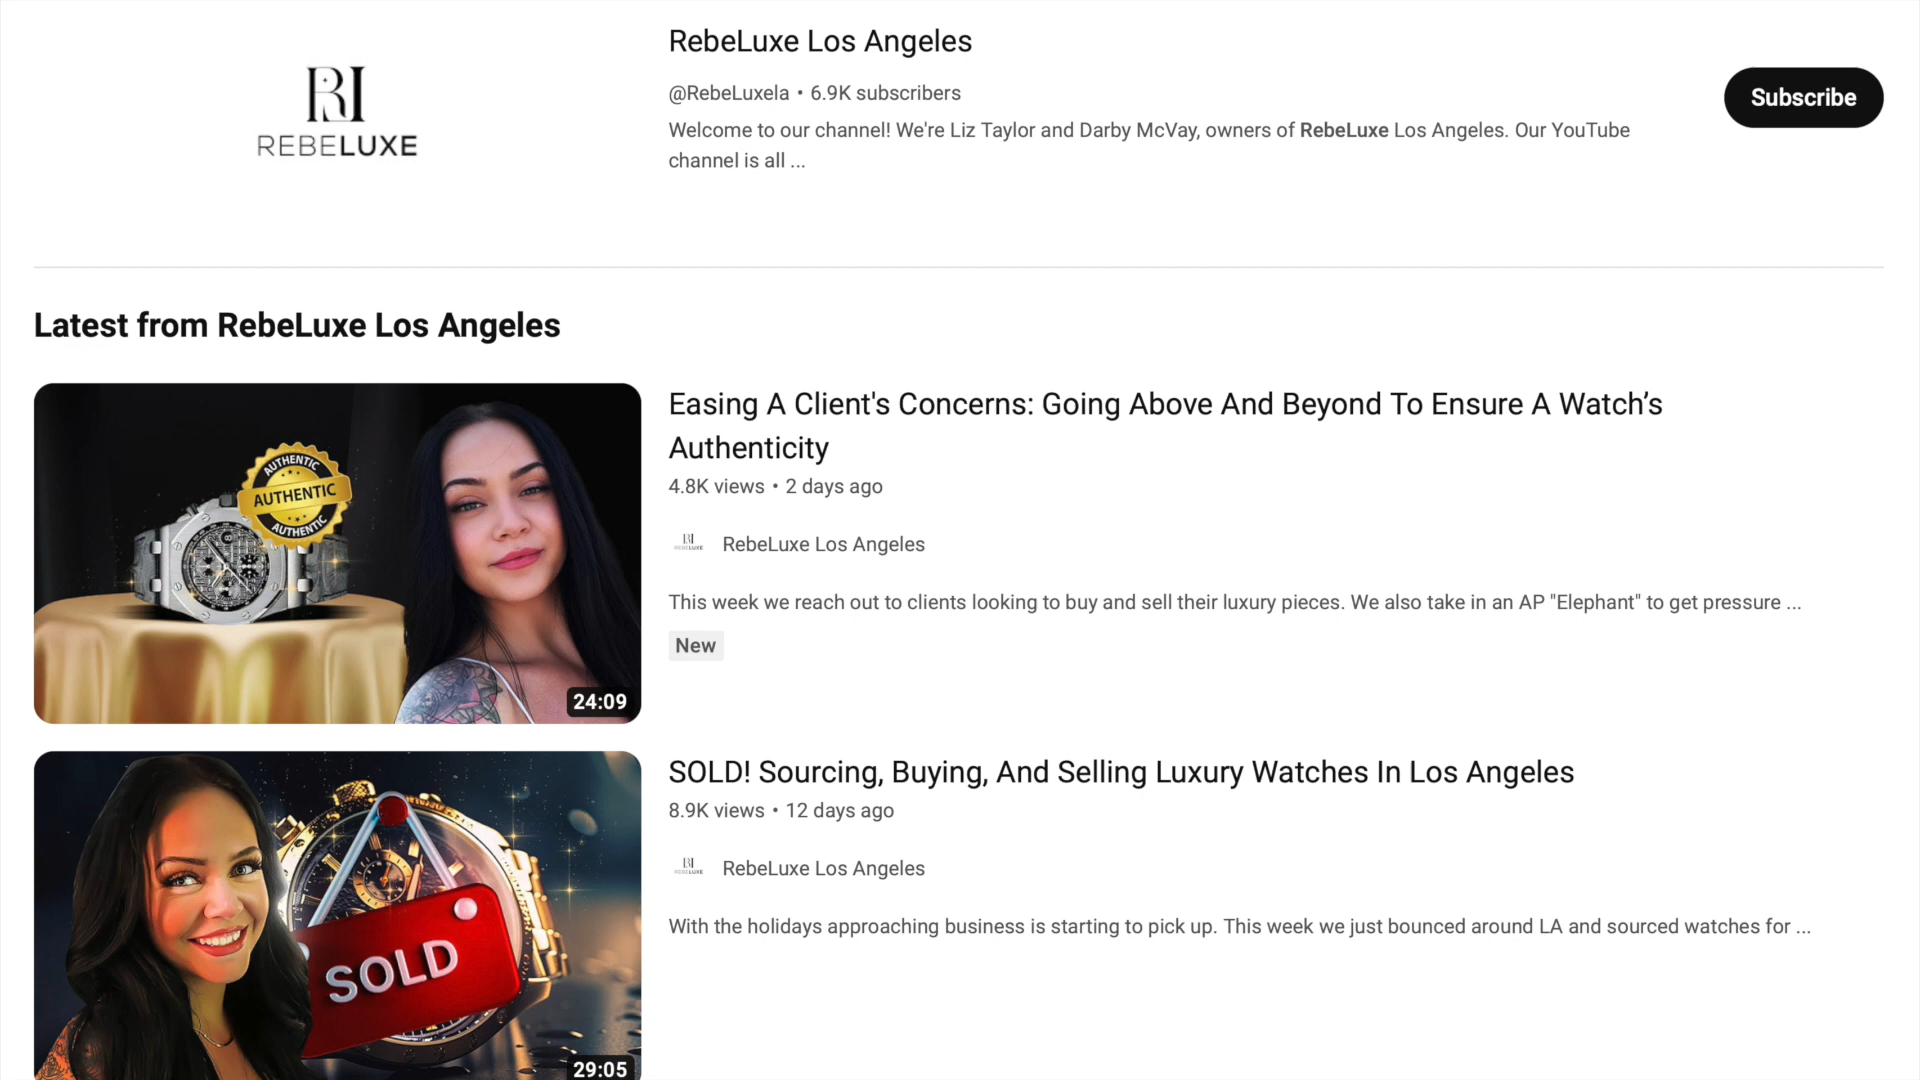 RI
REBELUXE
RebeLuxe Los Angeles
@RebeLuxela • 6.9K subscribers
Welcome to our channel! We're Liz Taylor and Darby McVay, owners of RebeLuxe Los Angeles. Our YouTube
channel is all ...
Subscribe
Latest from RebeLuxe Los Angeles
AUTHENTIC
AUTHENTIC
AUTHENTIC
24:09
Easing A Client's Concerns: Going Above And Beyond To Ensure A Watch’s
Authenticity
4.8K views • 2 days ago
RI
REBELUXE
RebeLuxe Los Angeles
This week we reach out to clients looking to buy and sell their luxury pieces. We also take in an AP "Elephant" to get pressure ...
New
SOLD
29:05
SOLD! Sourcing, Buying, And Selling Luxury Watches In Los Angeles
8.9K views • 12 days ago
RI
REBELUXE
RebeLuxe Los Angeles
With the holidays approaching business is starting to pick up. This week we just bounced around LA and sourced watches for ...